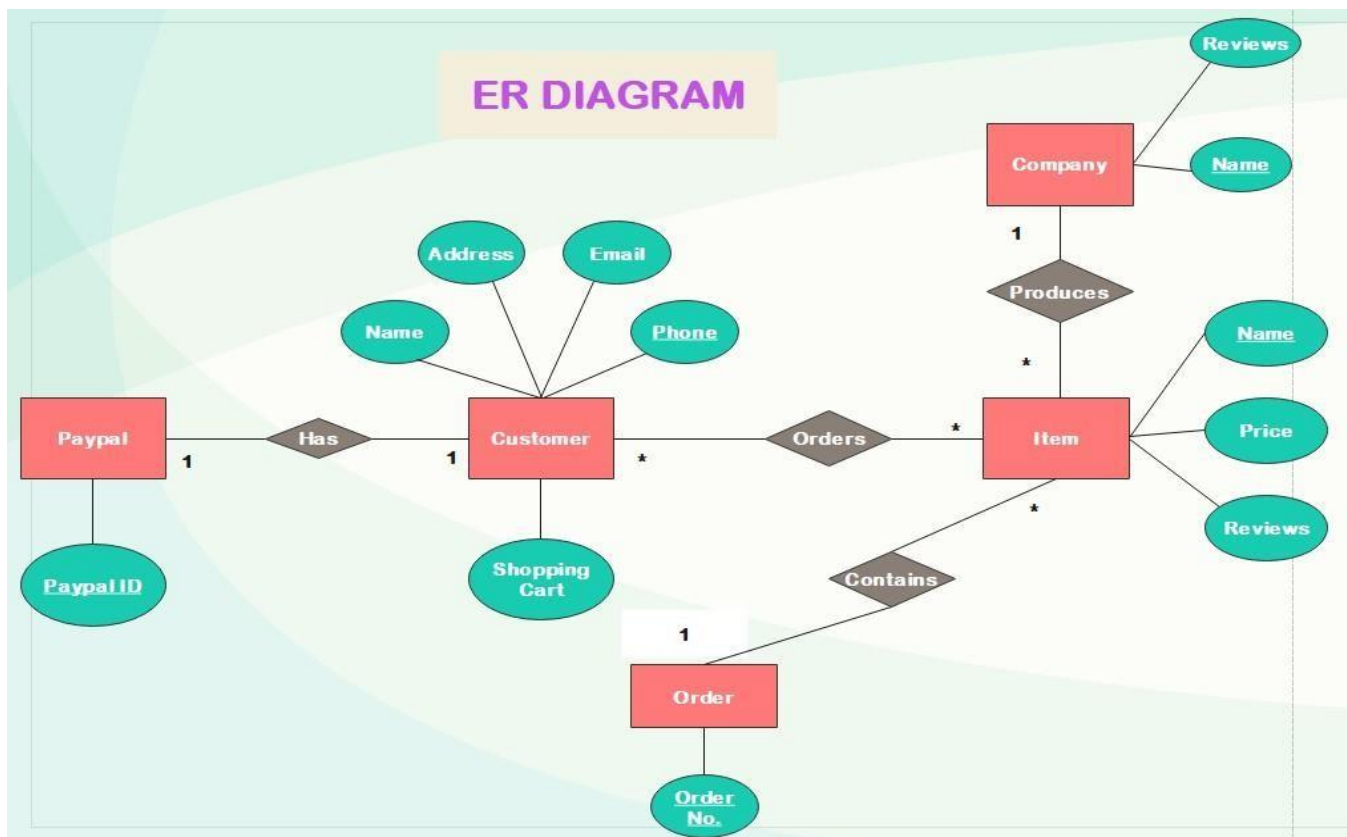 Reviews
ER DIAGRAM
Company
Name
1
Address
Email
Produces
Name
Phone
Name
*
Paypal
Has
Customer
Orders
Item
Price
1
1
*
*
*
Reviews
Paypal ID
Shopping
Cart
Contains
1
Order
Order
No.